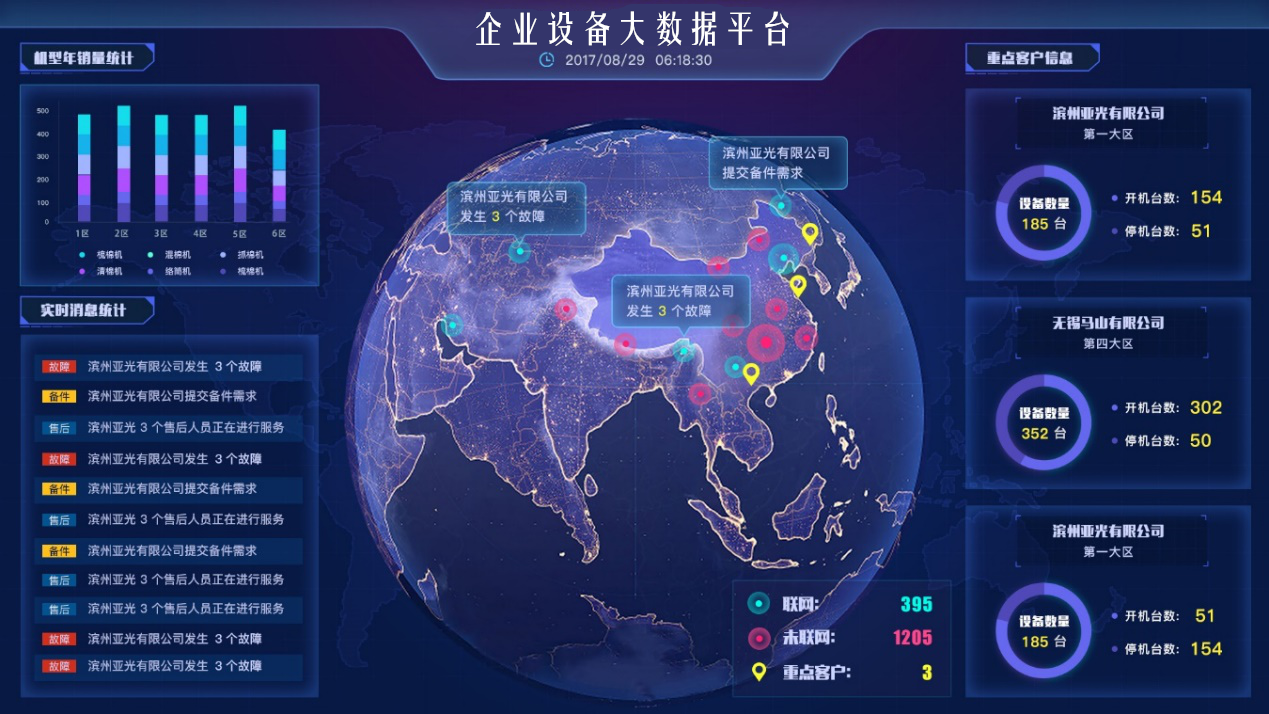 企业设备大数据平台
2017/08/29 06:18:30
机型年销量统计
500
400
300
200
100
0
1区 2区 3区 4区 5区 6区
梳棉机 混棉机 抓棉机
清棉机 络筒机 梳棉机
实时消息统计
故障 滨州亚光有限公司发生 3 个故障
备件 滨州亚光有限公司提交备件需求
售后 滨州亚光 3 个售后人员正在进行服务
故障 滨州亚光有限公司发生 3 个故障
备件 滨州亚光有限公司提交备件需求
售后 滨州亚光 3 个售后人员正在进行服务
备件 滨州亚光有限公司提交备件需求
售后 滨州亚光 3 个售后人员正在进行服务
售后 滨州亚光 3 个售后人员正在进行服务
故障 滨州亚光有限公司发生 3 个故障
故障 滨州亚光有限公司发生 3 个故障
滨州亚光有限公司
提交备件需求
滨州亚光有限公司
发生 3 个故障
滨州亚光有限公司
发生 3 个故障
联网: 395
未联网: 1205
重点客户: 3
重点客户信息
滨州亚光有限公司
第一大区
设备数量
185 台
开机台数: 154
停机台数: 51
无锡马山有限公司
第四大区
设备数量
352 台
开机台数: 302
停机台数: 50
滨州亚光有限公司
第一大区
设备数量
185 台
开机台数: 51
停机台数: 154